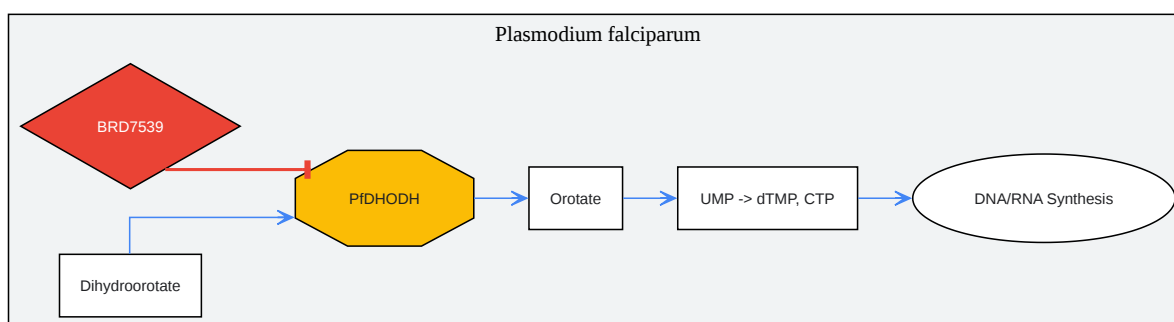 Plasmodium falciparum
BRD7539
PfDHODH
Orotate
UMP -> dTMP, CTP
DNA/RNA Synthesis
Dihydroorotate